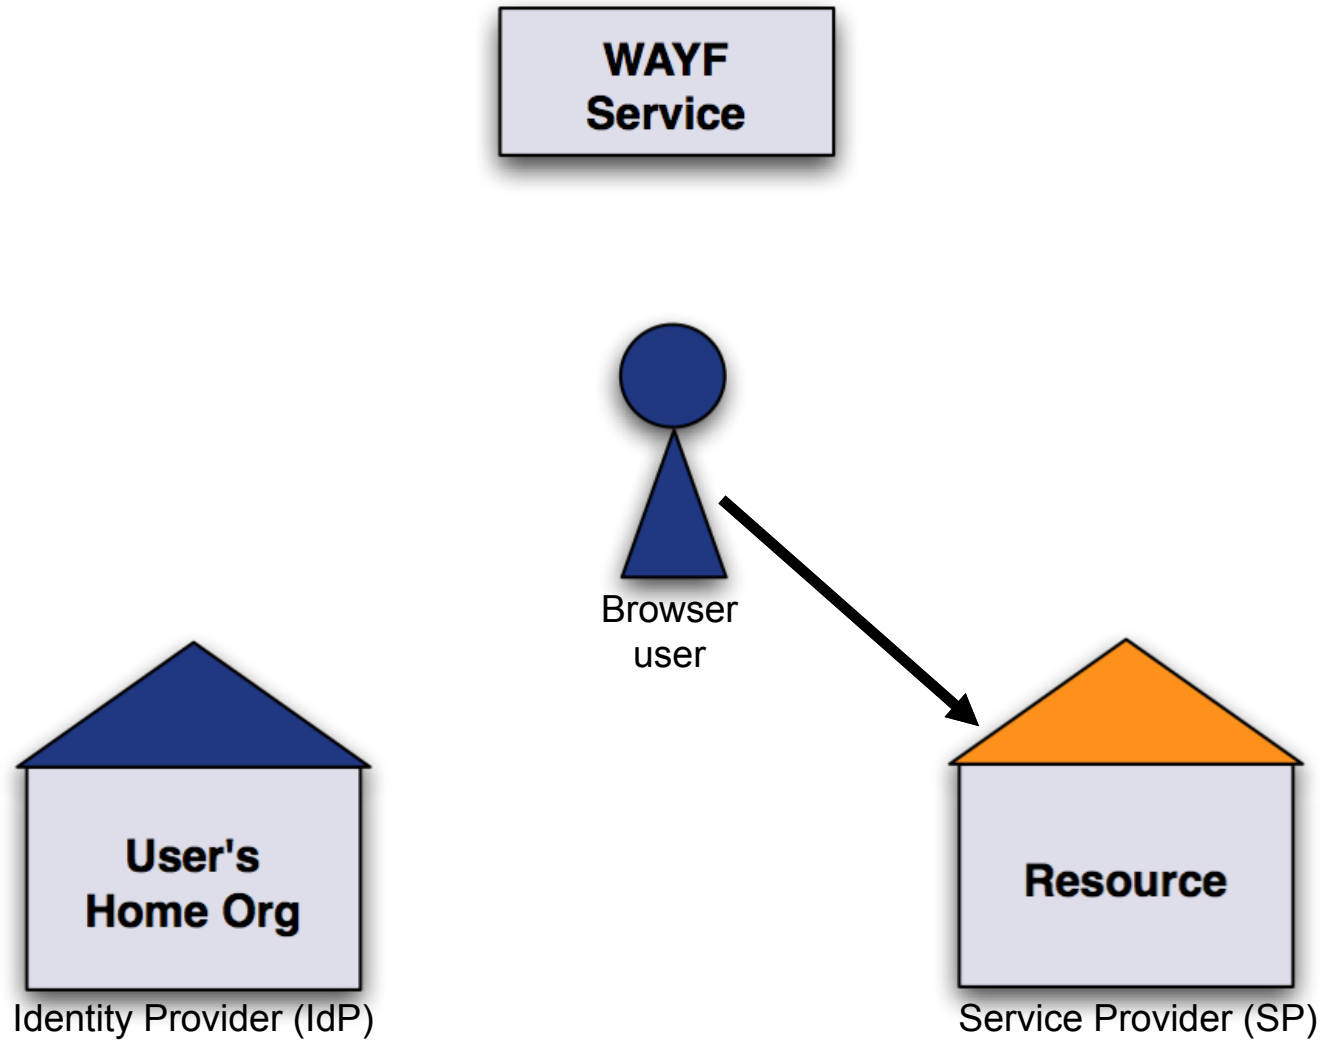 WAYF
Service
Browser
user
User's
Home Org
Resource
Identity Provider (IdP)
Service Provider (SP)